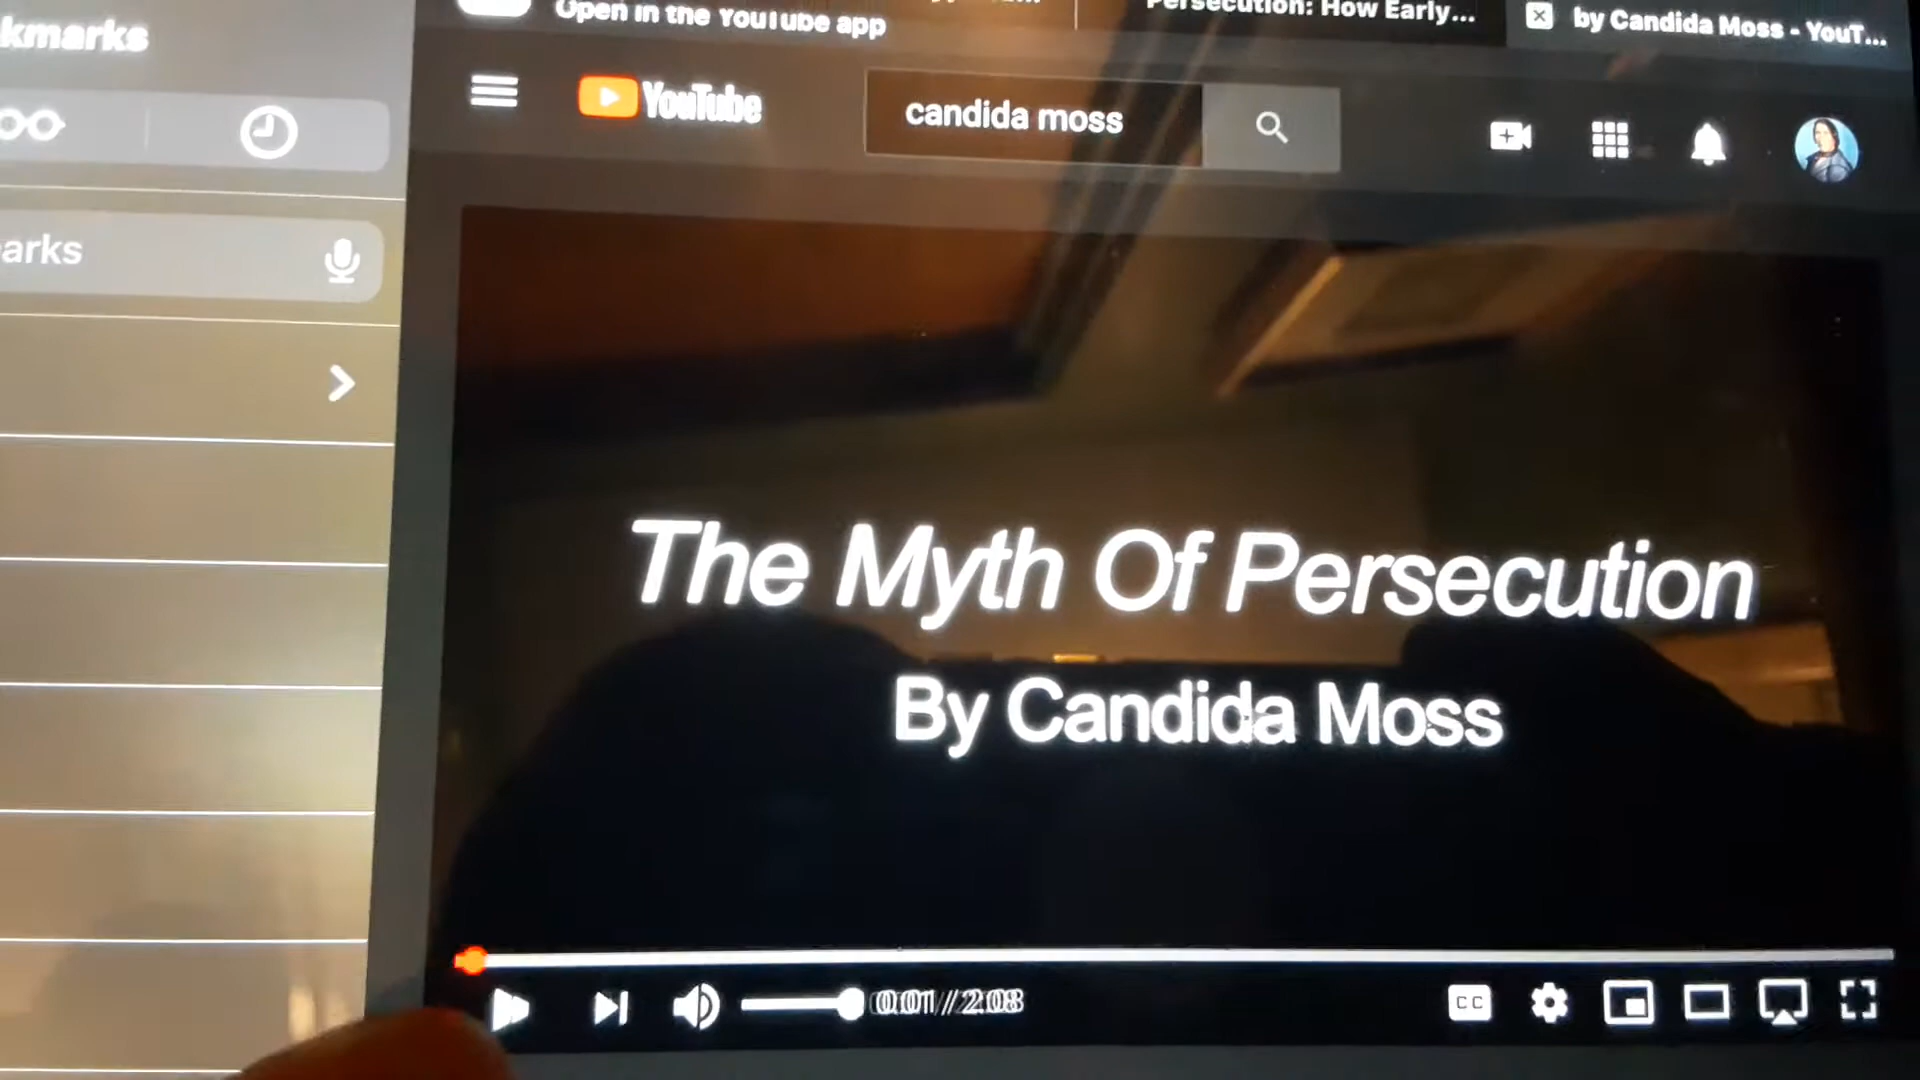 kmarks
Open in the YouTube app
Persecution: How Early...
by Candida Moss - YouT...
YouTube
candida moss
arks
The Myth Of Persecution
By Candida Moss
0:01 / 2:08
CC